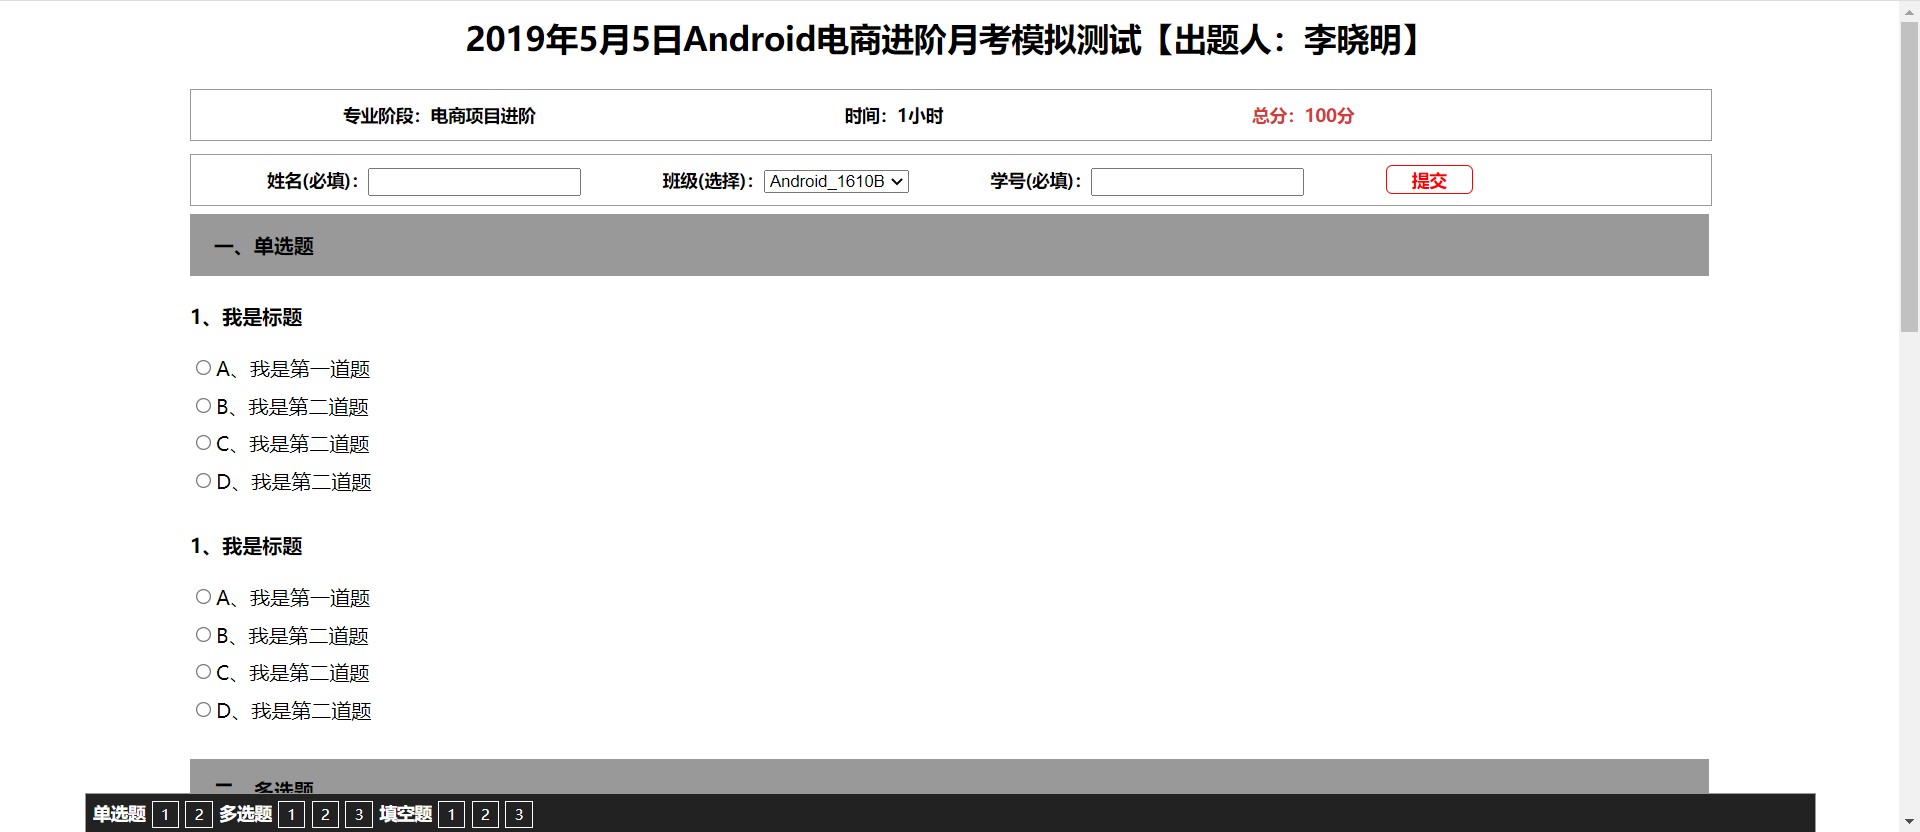 2019年5月5日Android电商进阶月考模拟测试【出题人：李晓明】
专业阶段：电商项目进阶 时间：1小时 总分：100分
姓名(必填)： 班级(选择)： Android_1610B 学号(必填)： 提交
一、单选题
1、我是标题
A、我是第一道题
B、我是第二道题
C、我是第二道题
D、我是第二道题
1、我是标题
A、我是第一道题
B、我是第二道题
C、我是第二道题
D、我是第二道题
二、多选题
单选题 1 2 多选题 1 2 3 填空题 1 2 3